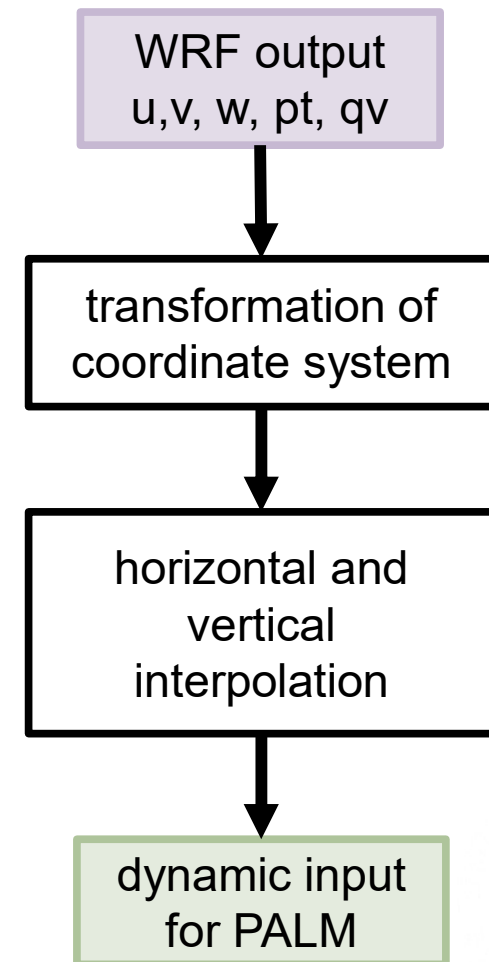 WRF output
u,v, w, pt, qv
transformation of
coordinate system
horizontal and
vertical
interpolation
dynamic input
for PALM